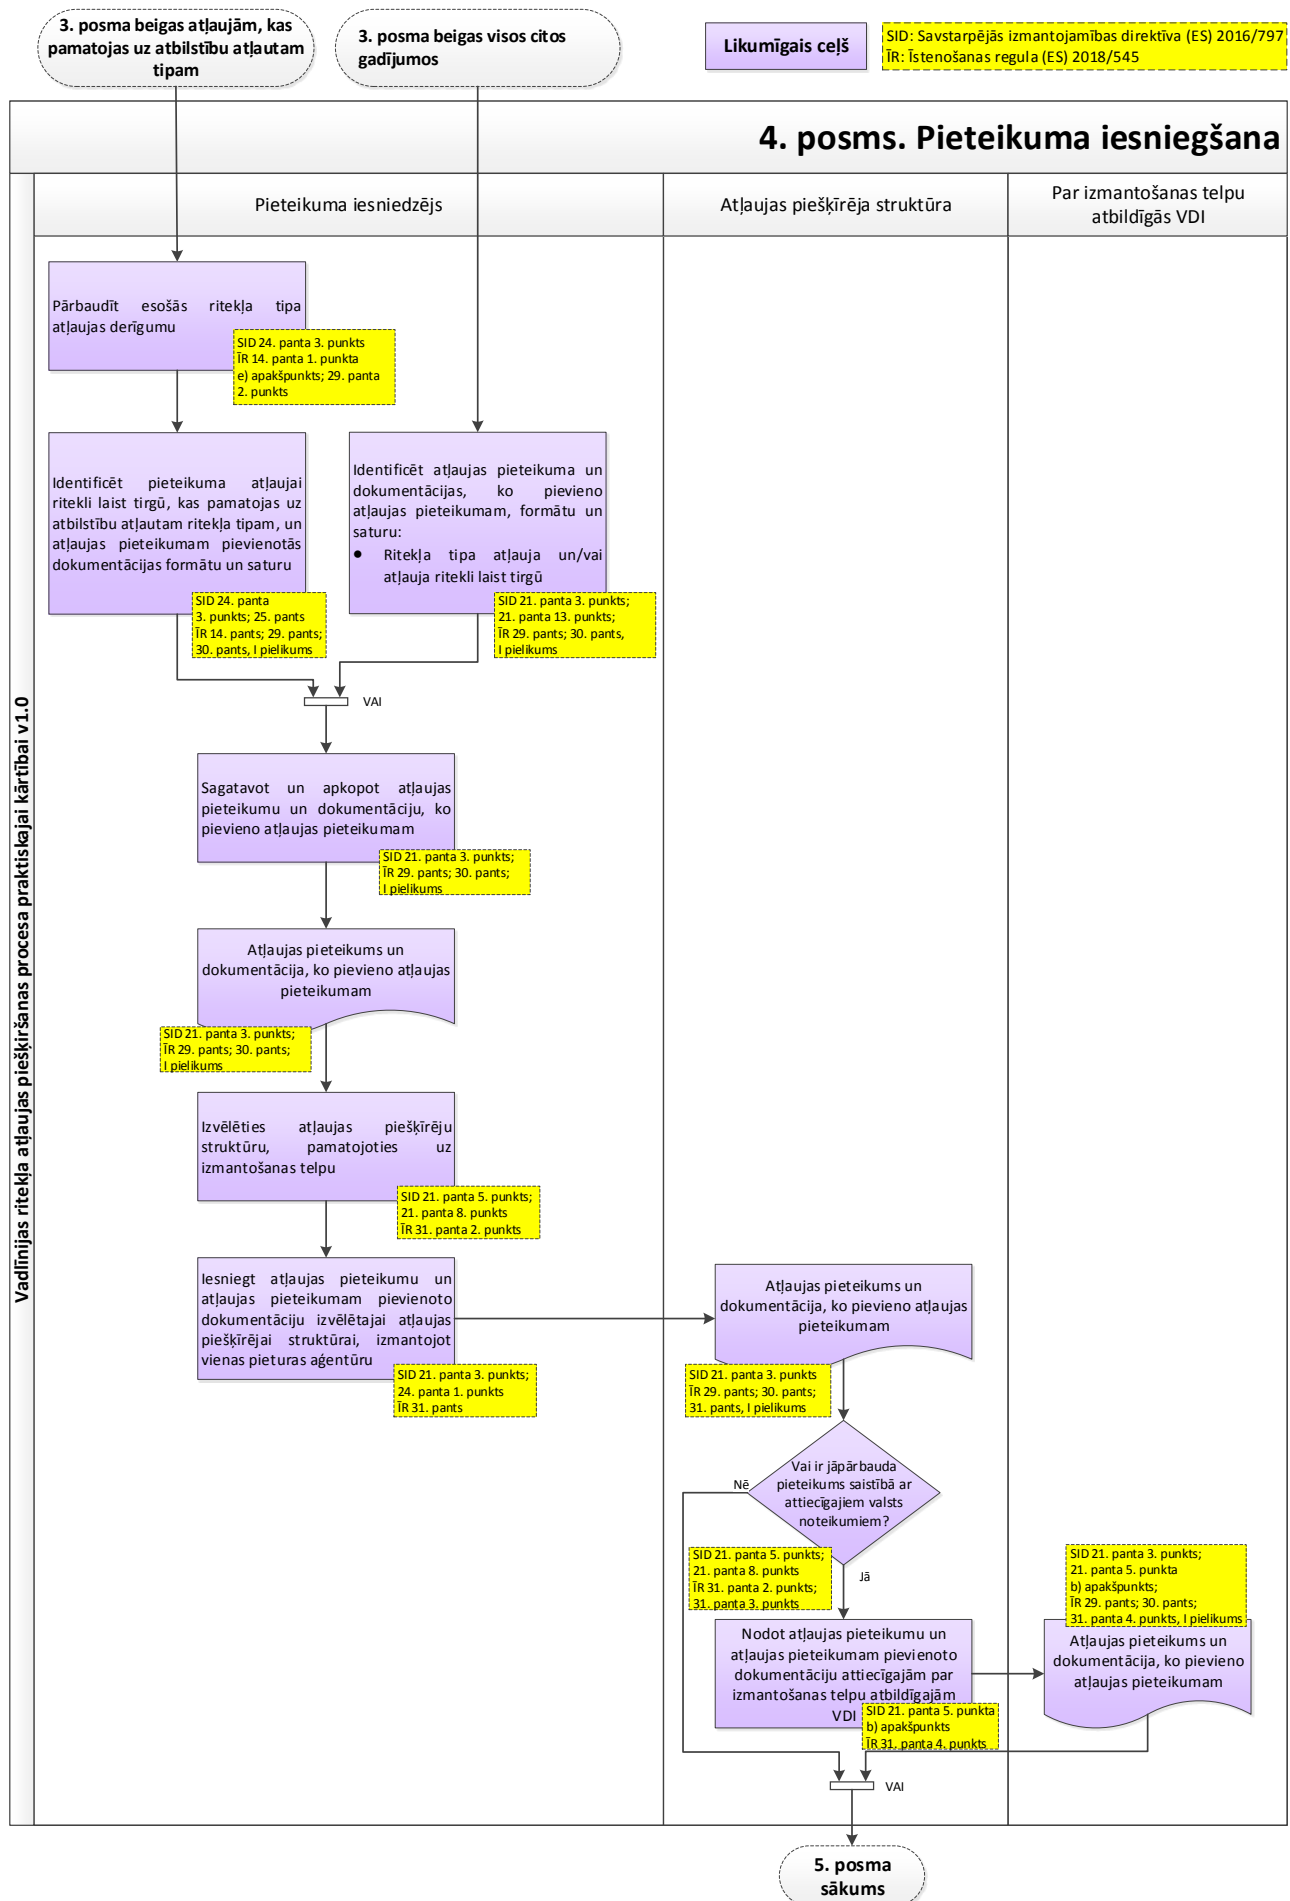 3. posma beigas atļaujām, kas
pamatojas uz atbilstību atļautam
tipam
3. posma beigas visos citos
gadījumos
Likumīgais ceļš
SID: Savstarpējās izmantojamības direktīva (ES) 2016/797
ĪR: Īstenošanas regula (ES) 2018/545
4. posms. Pieteikuma iesniegšana
Vadlīnijas ritekļa atļaujas piešķiršanas procesa praktiskajai kārtībai v1.0
Pieteikuma iesniedzējs
Atļaujas piešķīrēja struktūra
Par izmantošanas telpu
atbildīgās VDI
Pārbaudīt esošās ritekļa tipa
atļaujas derīgumu
SID 24. panta 3. punkts
ĪR 14. panta 1. punkta
e) apakšpunkts; 29. panta
2. punkts
Identificēt pieteikuma atļaujai
ritekli laist tirgū, kas pamatojas uz
atbilstību atļautam ritekļa tipam, un
atļaujas pieteikumam pievienotās
dokumentācijas formātu un saturu
SID 24. panta
3. punkts; 25. pants
ĪR 14. pants; 29. pants;
30. pants, I pielikums
Identificēt atļaujas pieteikuma un
dokumentācijas, ko pievieno
atļaujas pieteikumam, formātu un
saturu:
● Ritekļa tipa atļauja un/vai
atļauja ritekli laist tirgū
SID 21. panta 3. punkts;
21. panta 13. punkts;
ĪR 29. pants; 30. pants,
I pielikums
VAI
Sagatavot un apkopot atļaujas
pieteikumu un dokumentāciju, ko
pievieno atļaujas pieteikumam
SID 21. panta 3. punkts;
ĪR 29. pants; 30. pants;
I pielikums
Atļaujas pieteikums un
dokumentācija, ko pievieno atļaujas
pieteikumam
SID 21. panta 3. punkts;
ĪR 29. pants; 30. pants;
I pielikums
Izvēlēties atļaujas piešķīrēju
struktūru, pamatojoties uz
izmantošanas telpu
SID 21. panta 5. punkts;
21. panta 8. punkts
ĪR 31. panta 2. punkts
Iesniegt atļaujas pieteikumu un
atļaujas pieteikumam pievienoto
dokumentāciju izvēlētajai atļaujas
piešķīrējai struktūrai, izmantojot
vienas pieturas aģentūru
SID 21. panta 3. punkts;
24. panta 1. punkts
ĪR 31. pants
Atļaujas pieteikums un
dokumentācija, ko pievieno atļaujas
pieteikumam
SID 21. panta 3. punkts
ĪR 29. pants; 30. pants;
31. pants, I pielikums
Vai ir jāpārbauda
pieteikums saistībā ar
attiecīgajiem valsts
noteikumiem?
Nē
SID 21. panta 5. punkts;
21. panta 8. punkts
ĪR 31. panta 2. punkts;
31. panta 3. punkts
Jā
Nodot atļaujas pieteikumu un
atļaujas pieteikumam pievienoto
dokumentāciju attiecīgajām par
izmantošanas telpu atbildīgajām
VDI
SID 21. panta 5. punkta
b) apakšpunkts
ĪR 31. panta 4. punkts
SID 21. panta 3. punkts;
21. panta 5. punkta
b) apakšpunkts;
ĪR 29. pants; 30. pants;
31. panta 4. punkts, I pielikums
Atļaujas pieteikums un
dokumentācija, ko pievieno
atļaujas pieteikumam
VAI
5. posma
sākums